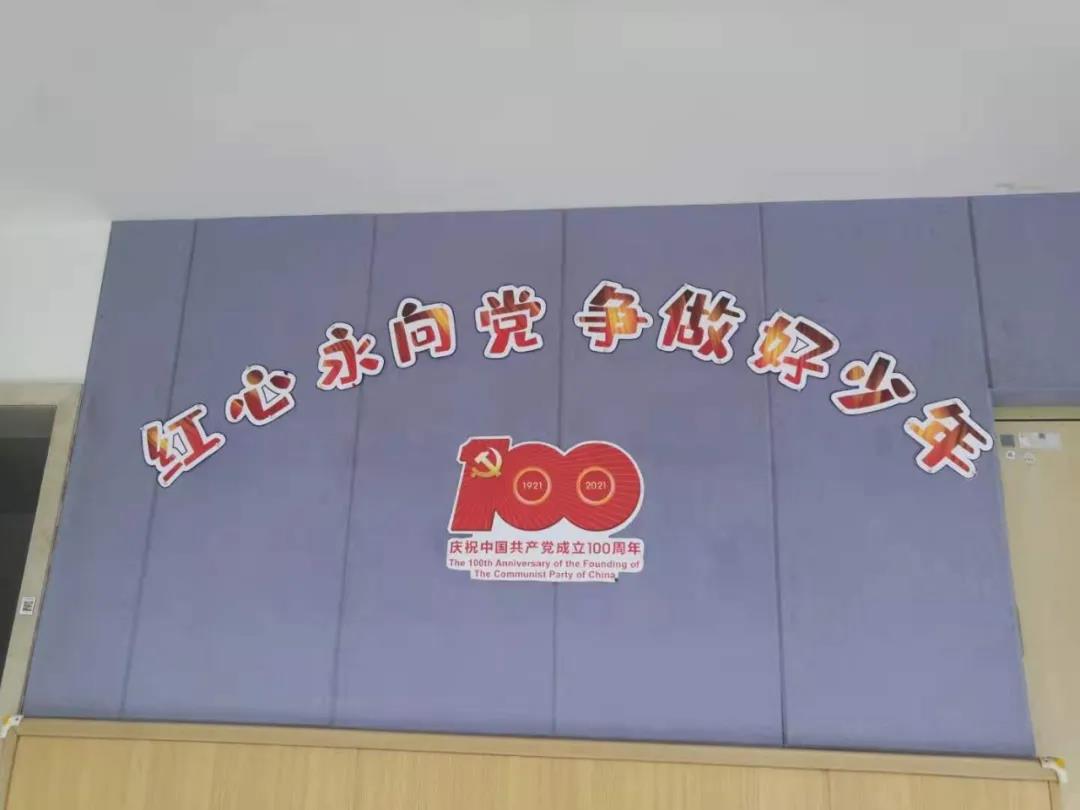 红心永向党 争做好少年
100
1921
2021
庆祝中国共产党成立100周年
The 100th Anniversary of the Founding of
The Communist Party of China